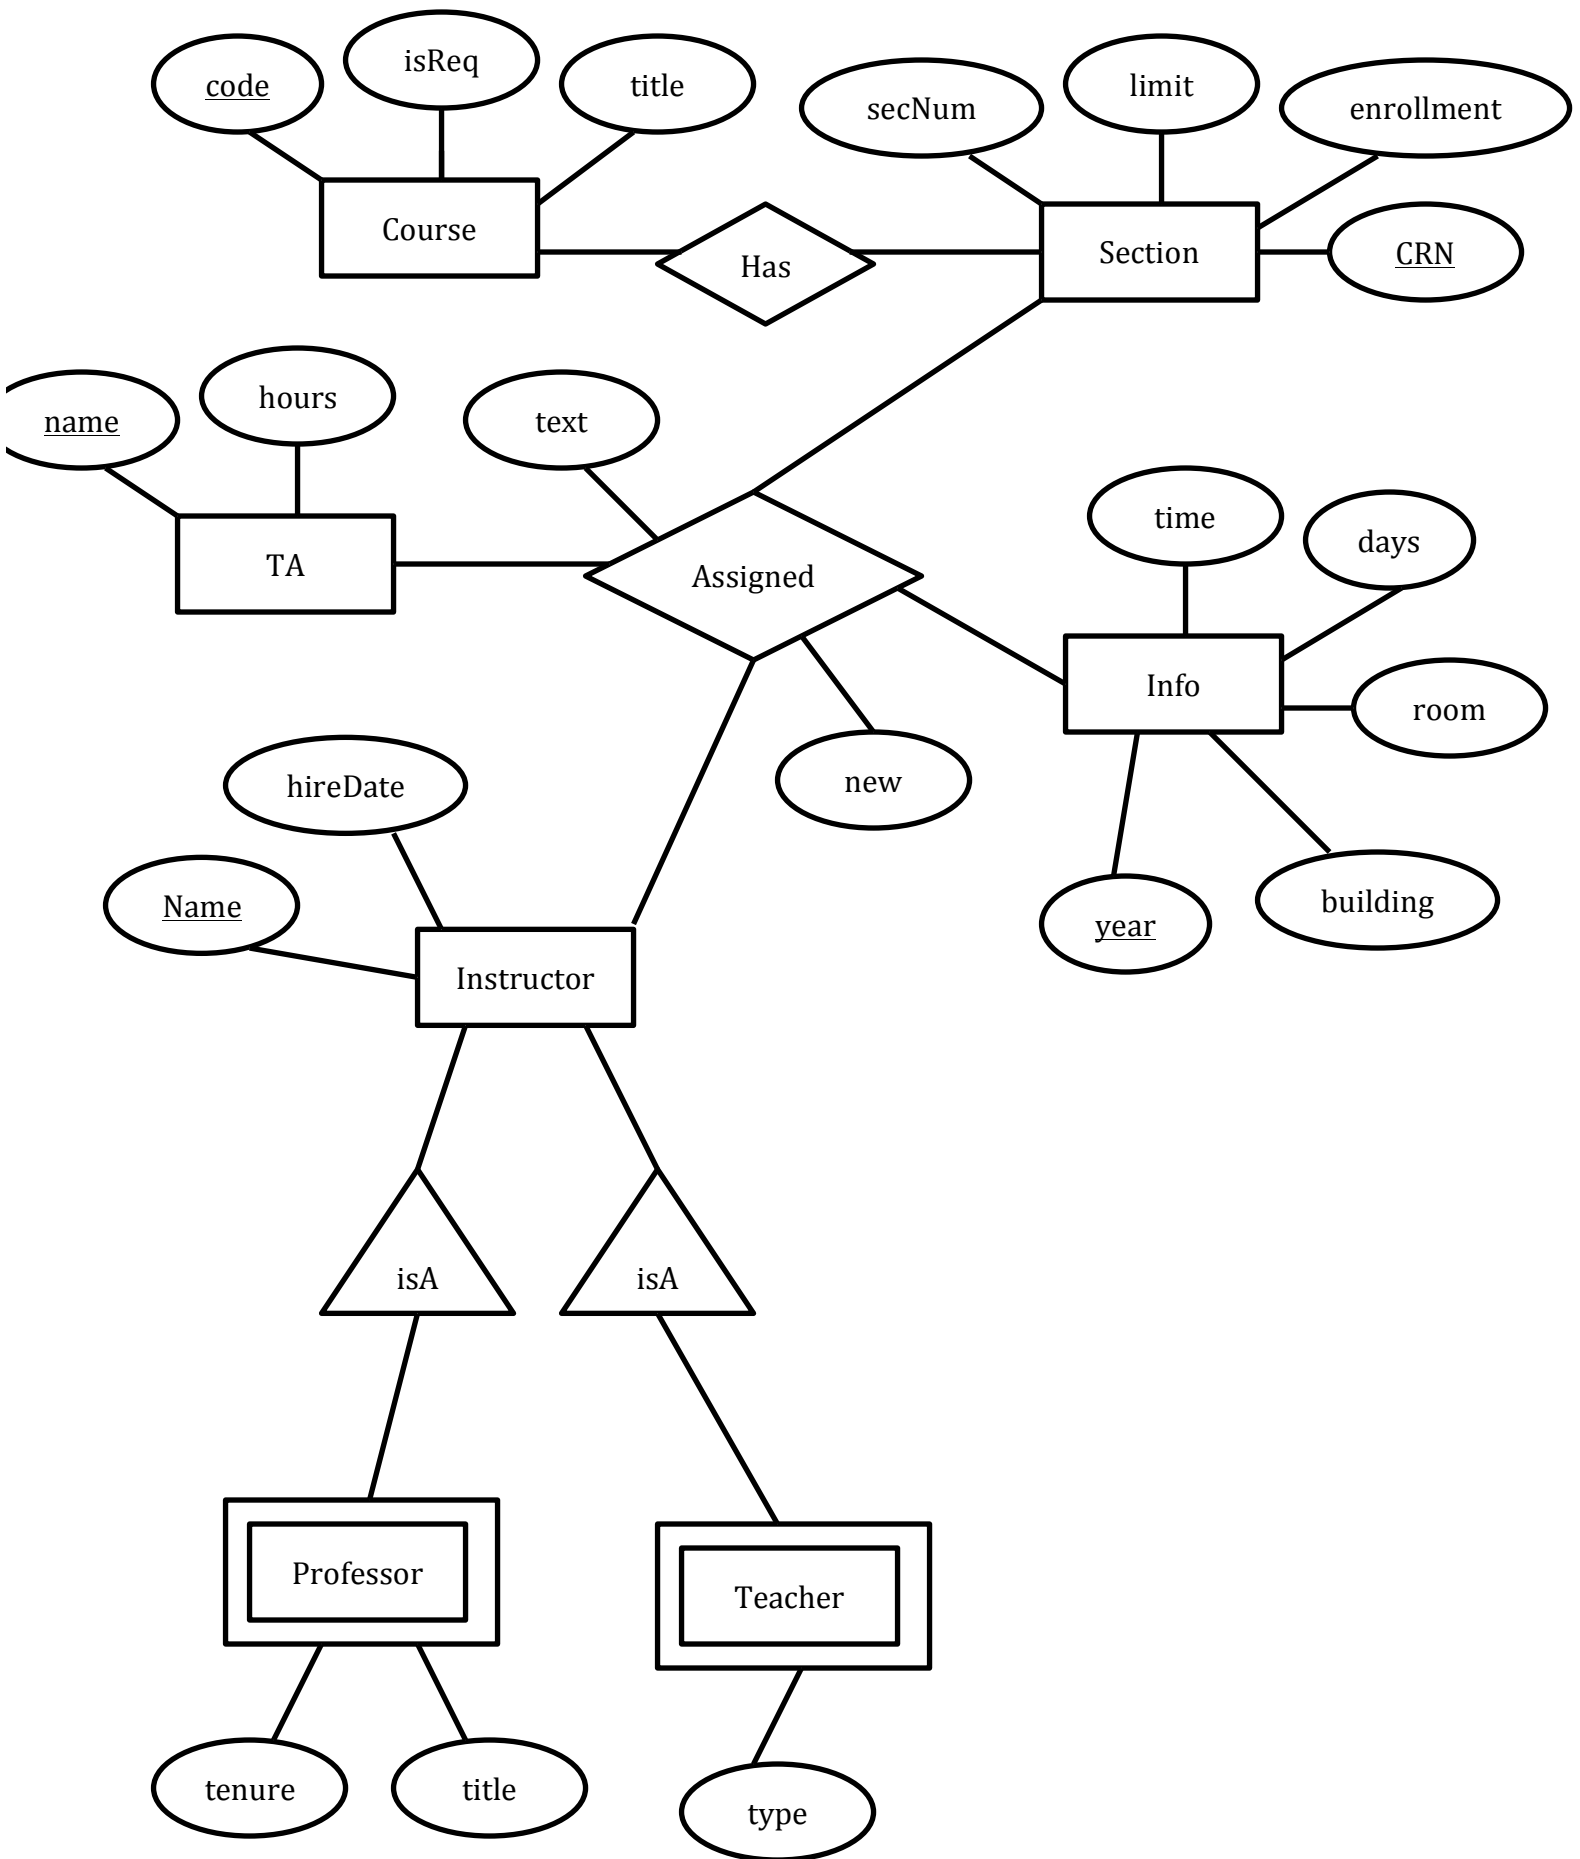 code
isReq
title
secNum
limit
enrollment
Course
Has
Section
CRN
name
hours
text
TA
Assigned
time
days
Info
room
hireDate
new
Name
year
building
Instructor
isA
isA
Professor
Teacher
tenure
title
type